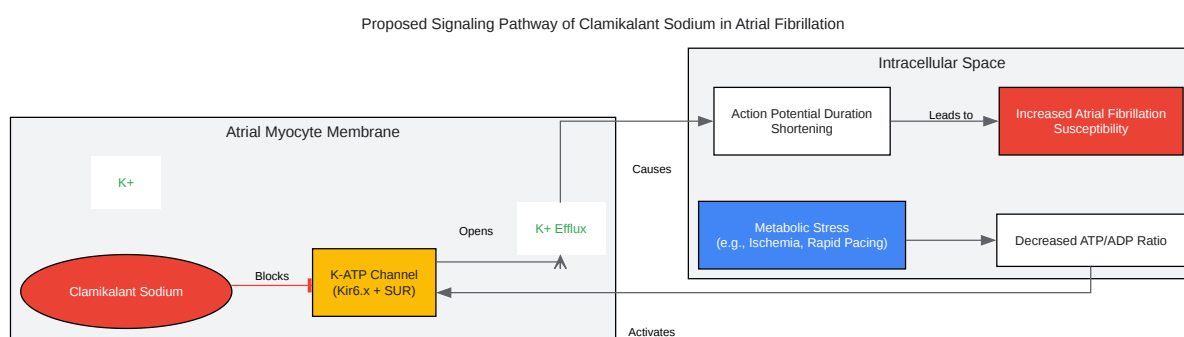 Proposed Signaling Pathway of Clamikalant Sodium in Atrial Fibrillation
Intracellular Space
Action Potential Duration
Shortening
Leads to
Increased Atrial Fibrillation
Susceptibility
Atrial Myocyte Membrane
Causes
K+
Metabolic Stress
(e.g., Ischemia, Rapid Pacing)
Decreased ATP/ADP Ratio
Opens
K+ Efflux
Clamikalant Sodium
Blocks
K-ATP Channel
(Kir6.x + SUR)
Activates